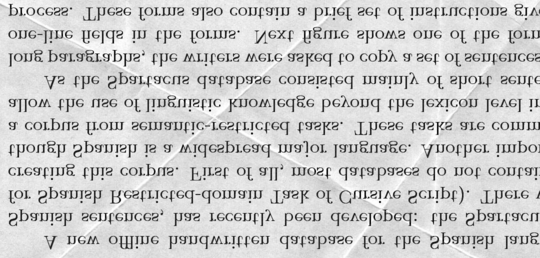 A new offline handwritten database for the Spanish lang
Spanish sentences, has recently been developed: the Spartacu
for Spanish Restricted-domain Task of Cursive Script). There
creating this corpus. First of all, most databases do not contai
though Spanish is a widespread major language. Another impor
a corpus from semantic-restricted tasks. These tasks are comm
allow the use of linguistic knowledge beyond the lexicon level in
As the Spartacus database consisted mainly of short sente
long paragraphs, the writers were asked to copy a set of sentences
one-line fields in the forms. Next figure shows one of the form
process. These forms also contain a brief set of instructions giv